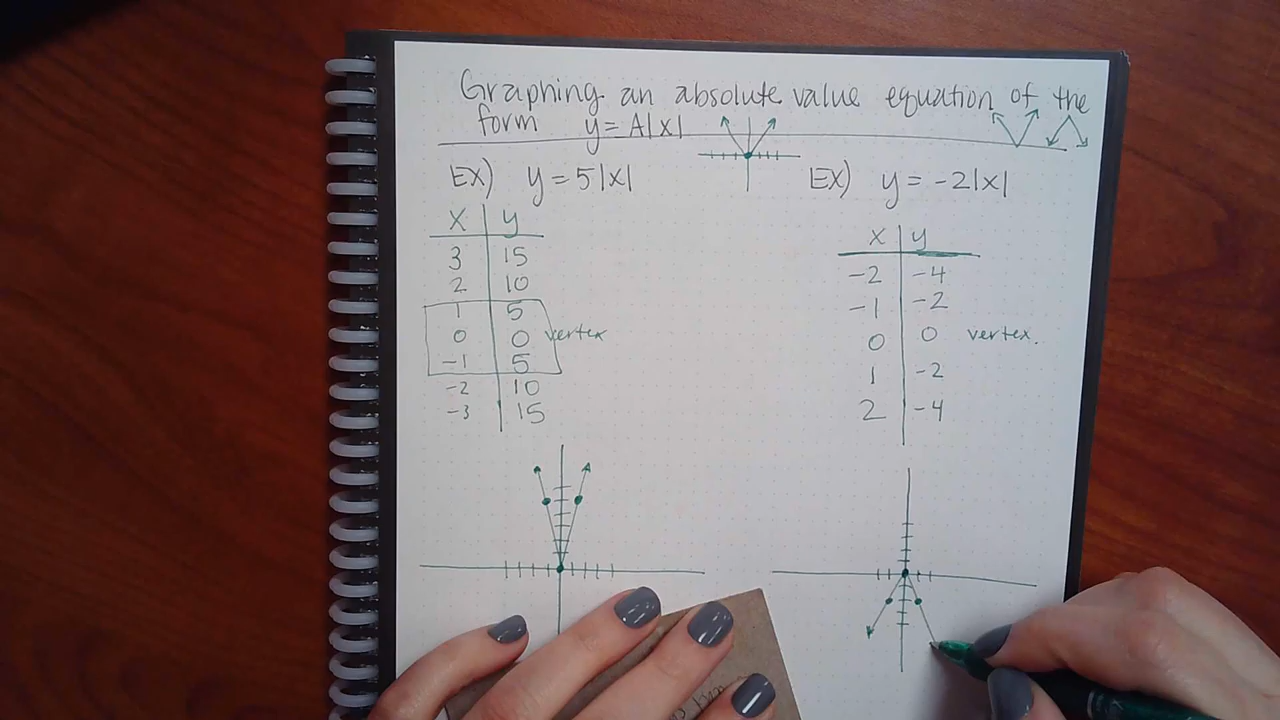 Graphing an absolute value equation of the
form y = A|x|
EX) y = 5|x|
x y
3 15
2 10
1 5
0 0 vertex
-1 5
-2 10
-3 15
EX) y = -2|x|
x y
-2 -4
-1 -2
0 0 vertex.
1 -2
2 -4